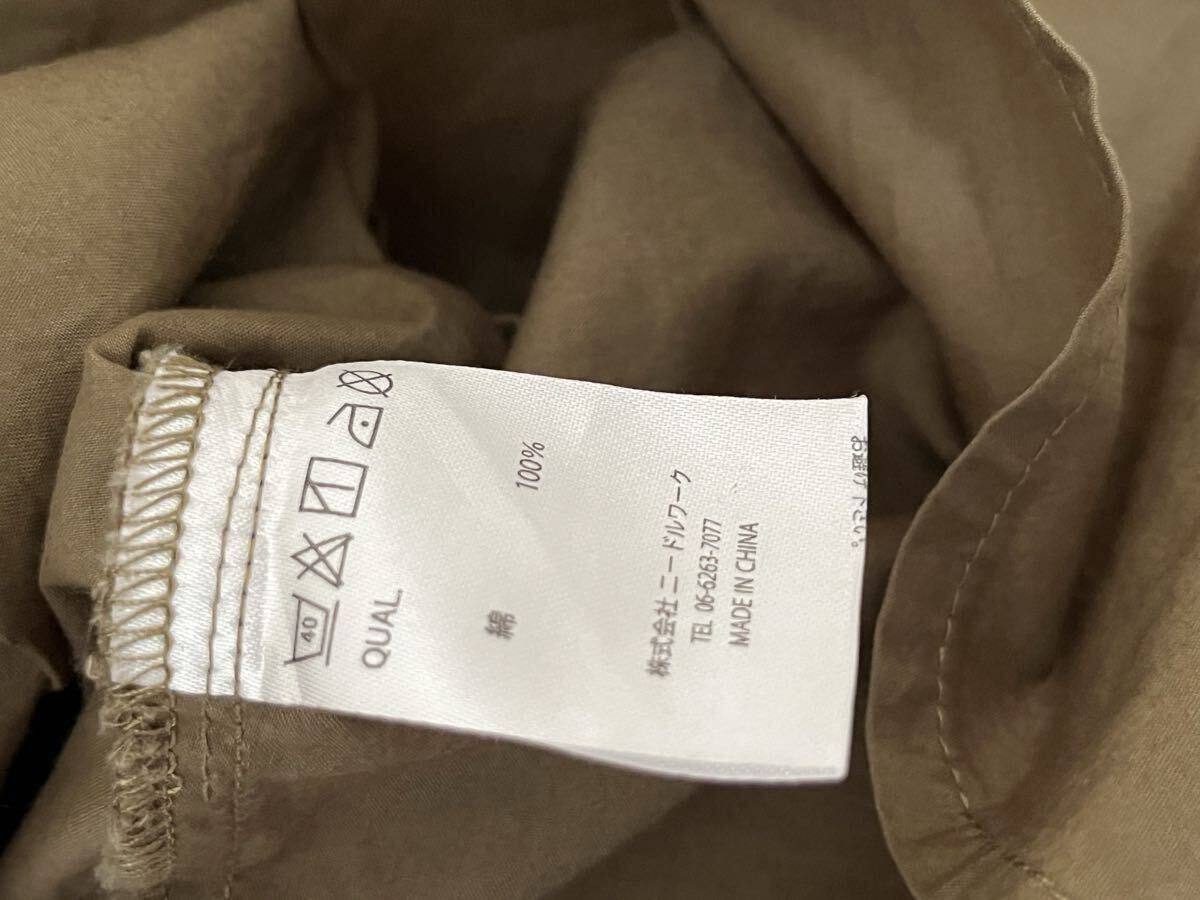 40
QUAL
綿 100%
株式会社 ニードルワーク
TEL 06-6263-7077
MADE IN CHINA